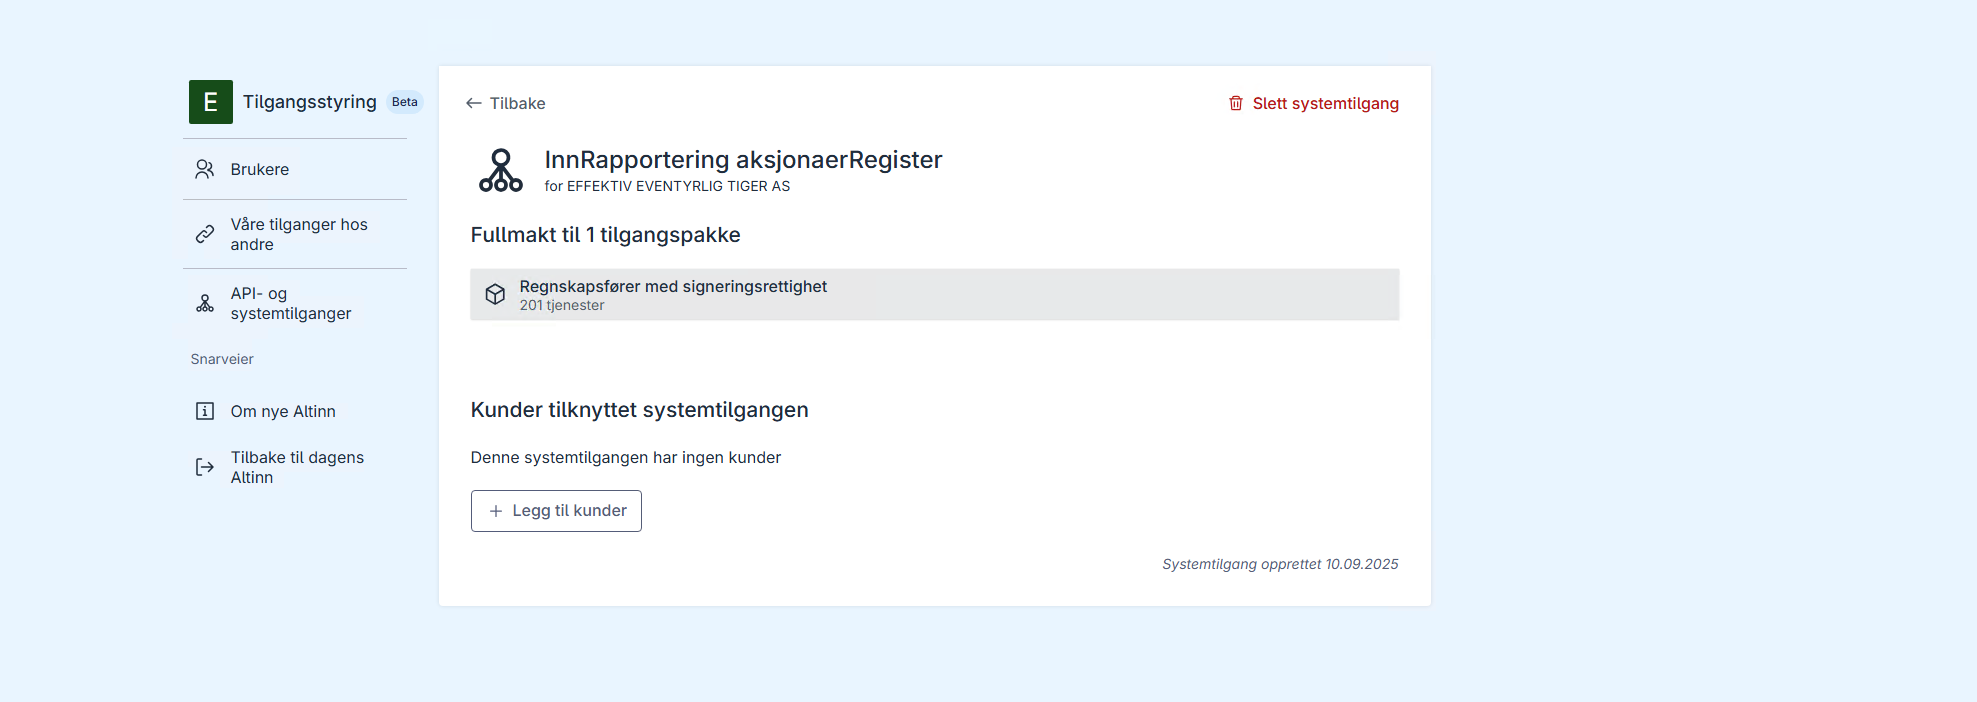 E
Tilgangsstyring
Beta
Brukere
Våre tilganger hos
andre
API- og
systemtilganger
Snarveier
Om nye Altinn
Tilbake til dagens
Altinn
Tilbake
Slett systemtilgang
InnRapportering aksjonaerRegister
for EFFEKTIV EVENTYRLIG TIGER AS
Fullmakt til 1 tilgangspakke
Regnskapsfører med signeringsrettighet
201 tjenester
Kunder tilknyttet systemtilgangen
Denne systemtilgangen har ingen kunder
Legg til kunder
Systemtilgang opprettet 10.09.2025